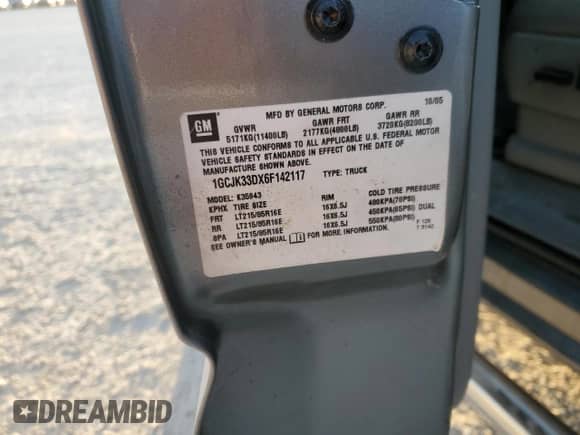 MFD BY GENERAL MOTORS CORP. 10/05
GM
GVWR GAWR FRT GAWR RR
5171KG(11400LB) 2177KG(4800LB) 3720KG(8200LB)
THIS VEHICLE CONFORMS TO ALL APPLICABLE U.S. FEDERAL MOTOR
VEHICLE SAFETY STANDARDS IN EFFECT ON THE DATE OF
MANUFACTURE SHOWN ABOVE.
1GCJK33DX6F142117 TYPE: TRUCK
MODEL: K35943
KPHX TIRE SIZE RIM COLD TIRE PRESSURE
FRT LT215/85R16E 16X6.5J
RR LT215/85R16E 16X6.5J 450KPA(65PSI) DUAL
SPA LT215/85R16E 16X6.5J 550KPA(80PSI)
SEE OWNER'S MANUAL FOR MORE INFORMATION.
DREAMBID